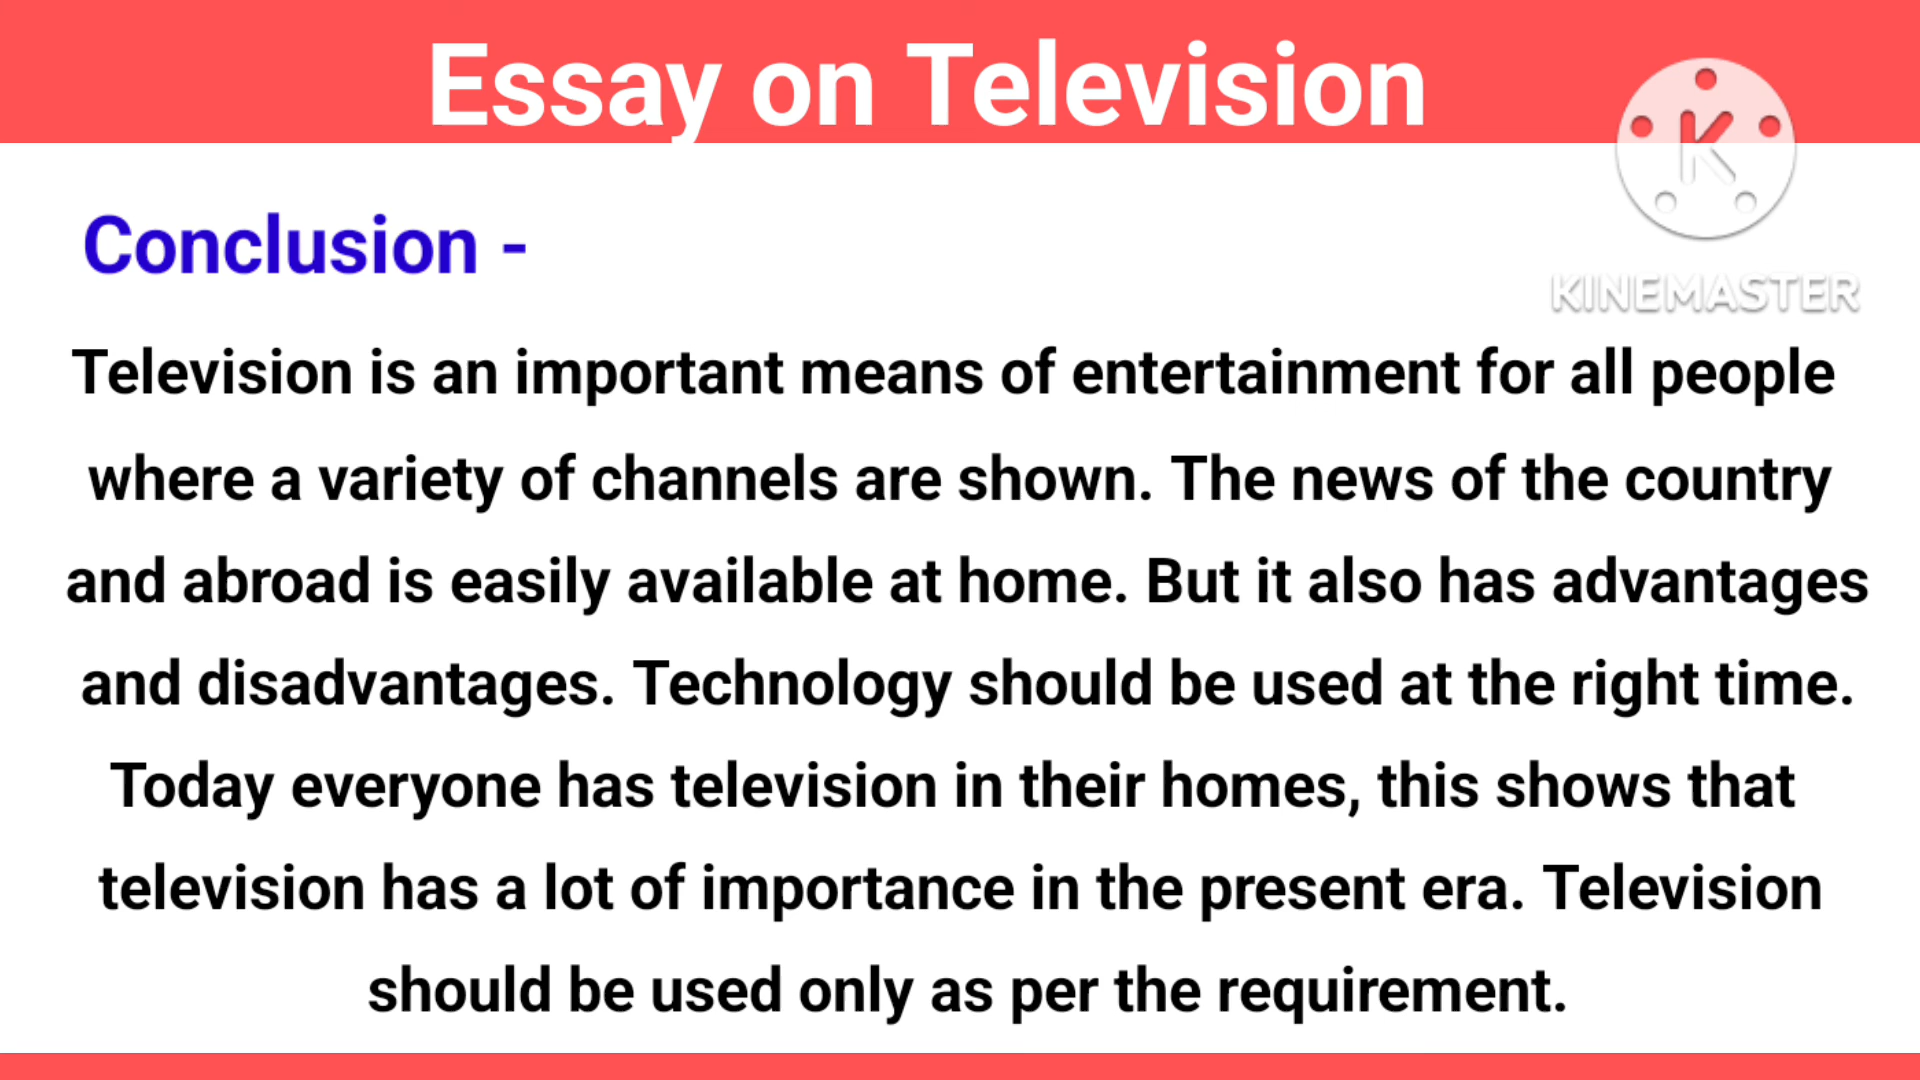 Essay on Television
K
KINEMASTER
Conclusion -
Television is an important means of entertainment for all people
where a variety of channels are shown. The news of the country
and abroad is easily available at home. But it also has advantages
and disadvantages. Technology should be used at the right time.
Today everyone has television in their homes, this shows that
television has a lot of importance in the present era. Television
should be used only as per the requirement.